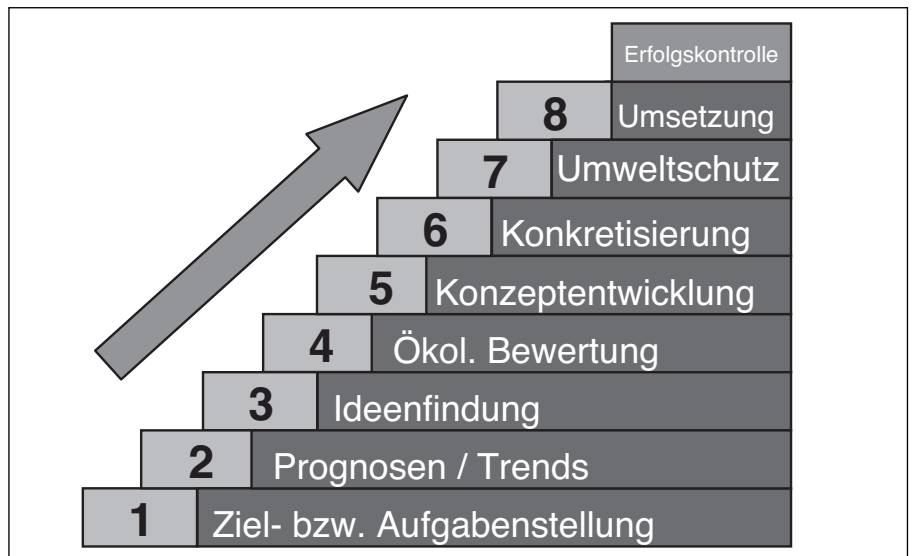 Erfolgskontrolle
8 Umsetzung
7 Umweltschutz
6 Konkretisierung
5 Konzeptentwicklung
4 Ökol. Bewertung
3 Ideenfindung
2 Prognosen / Trends
1 Ziel- bzw. Aufgabenstellung